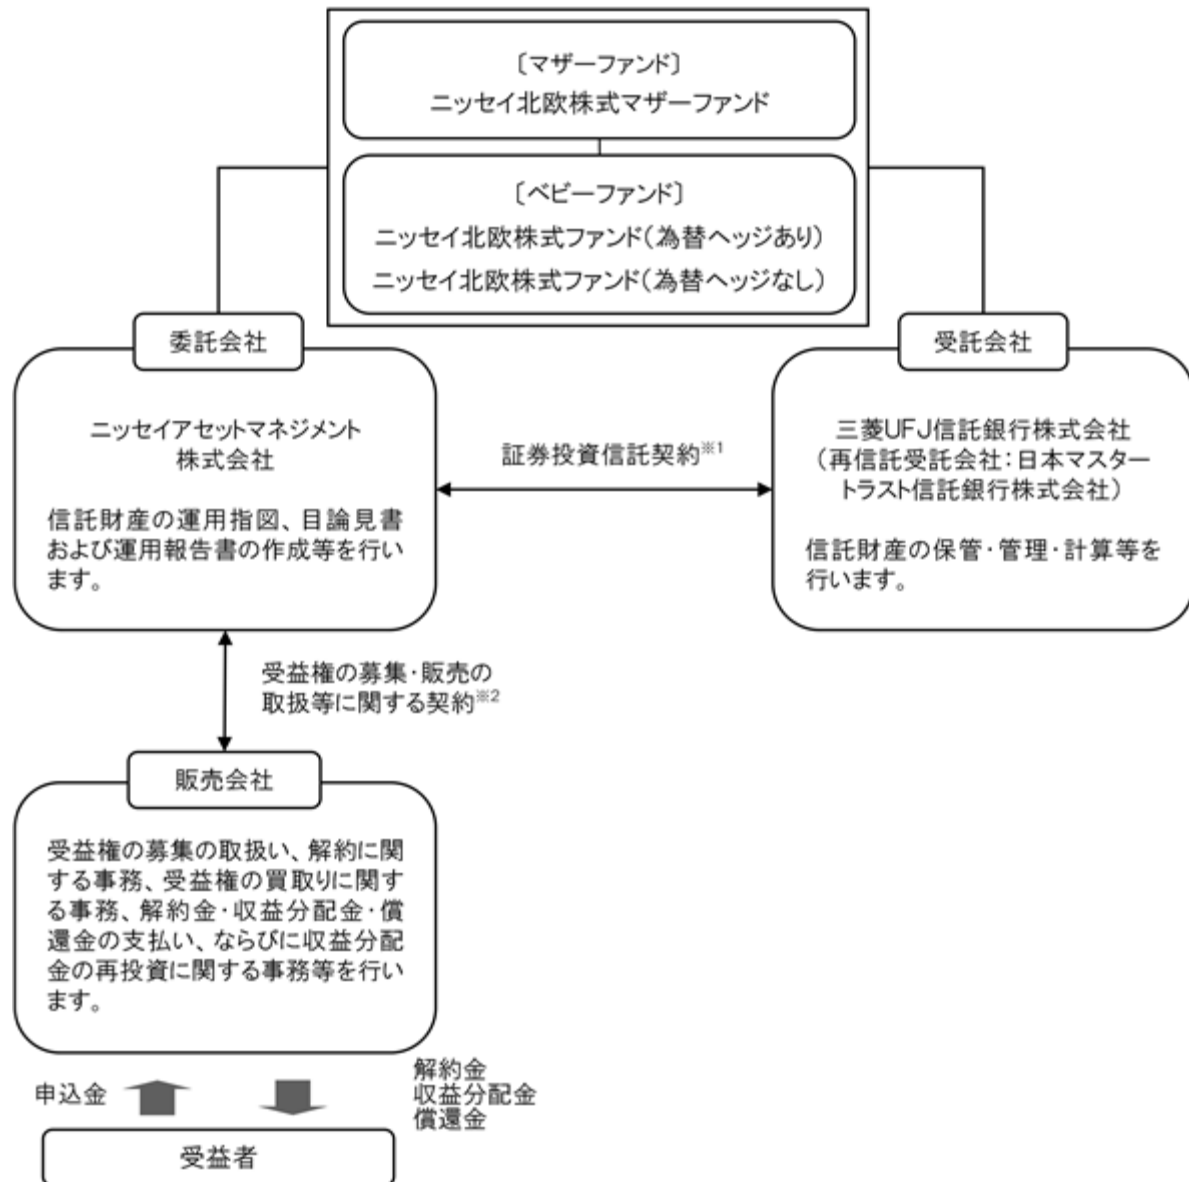 〔マザーファンド〕
ニッセイ北欧株式マザーファンド
〔ベビーファンド〕
ニッセイ北欧株式ファンド(為替ヘッジあり)
ニッセイ北欧株式ファンド(為替ヘッジなし)
委託会社
ニッセイアセットマネジメント
株式会社
信託財産の運用指図、目論見書
および運用報告書の作成等を行い
ます。
証券投資信託契約※1
受託会社
三菱UFJ信託銀行株式会社
(再信託受託会社:日本マスター
トラスト信託銀行株式会社)
信託財産の保管・管理・計算等を
行います。
受益権の募集・販売の
取扱等に関する契約※2
販売会社
受益権の募集の取扱い、解約に関
する事務、受益権の買取りに関す
る事務、解約金・収益分配金・償
還金の支払い、ならびに収益分配
金の再投資に関する事務等を行い
ます。
申込金
解約金
収益分配金
償還金
受益者